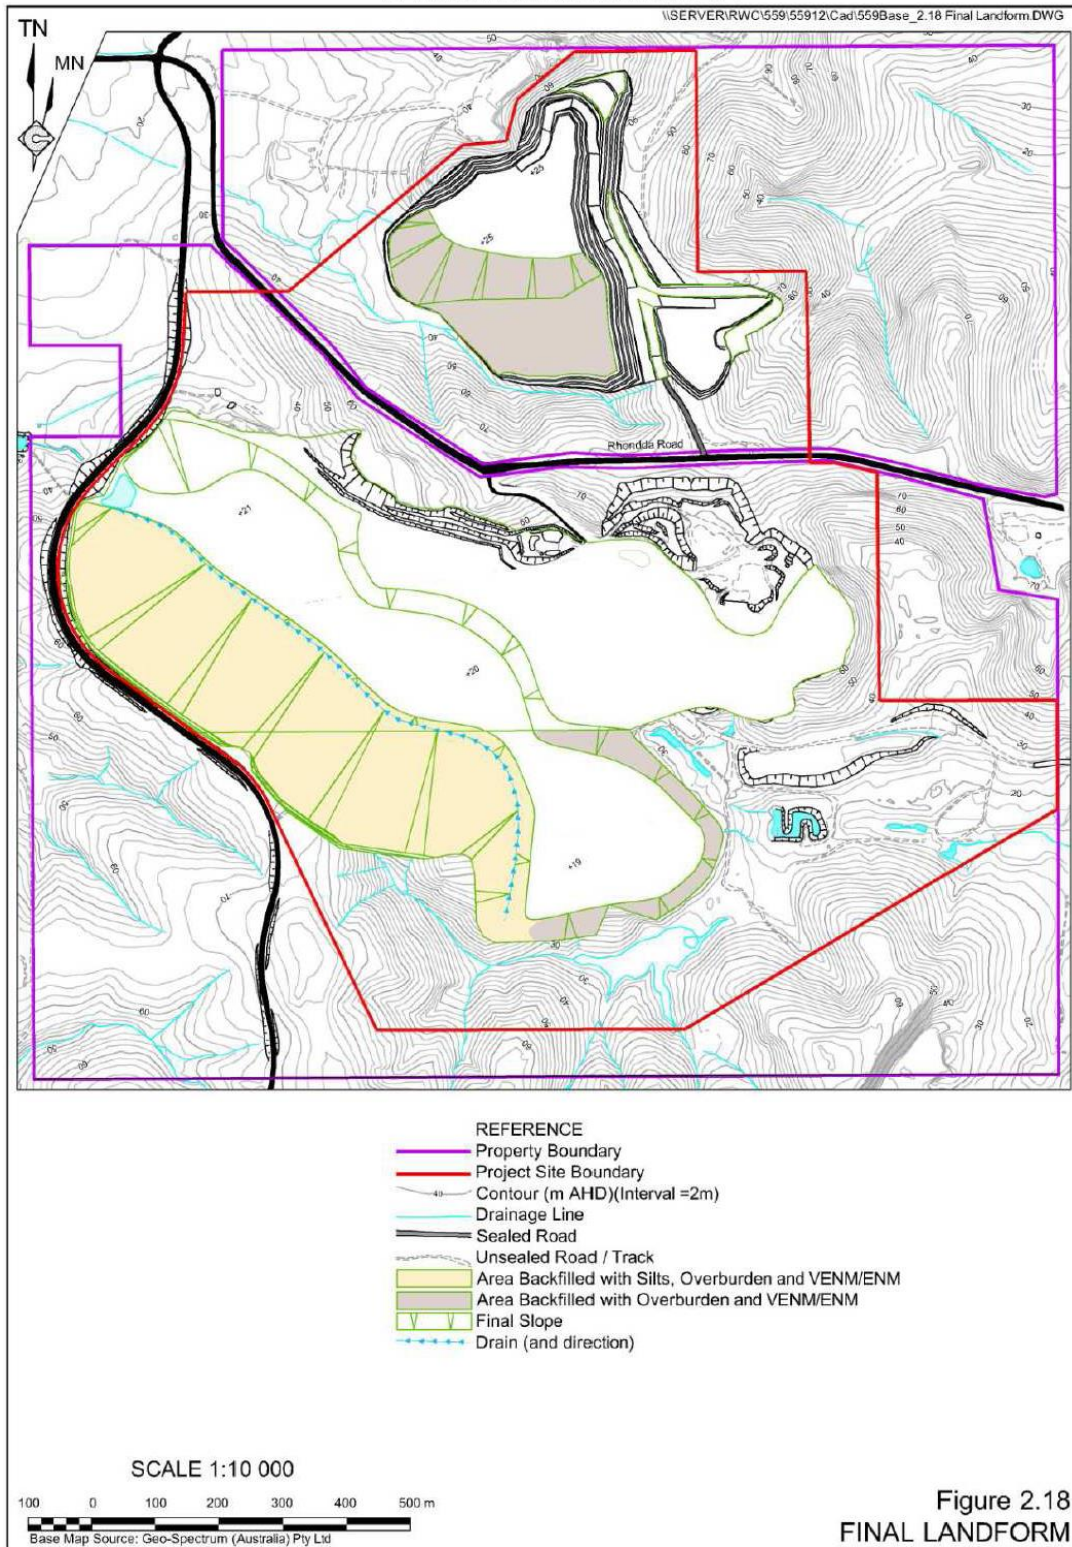 \\SERVER\RWC\559\55912\Cad\559Base_2.18 Final Landform.DWG
TN
MN
+25
+25
Rhondda Road
+21
+20
+19
REFERENCE
Property Boundary
Project Site Boundary
40 Contour (m AHD)(Interval =2m)
Drainage Line
Sealed Road
Unsealed Road / Track
Area Backfilled with Silts, Overburden and VENM/ENM
Area Backfilled with Overburden and VENM/ENM
Final Slope
Drain (and direction)
SCALE 1:10 000
100 0 100 200 300 400 500 m
Base Map Source: Geo-Spectrum (Australia) Pty Ltd
Figure 2.18
FINAL LANDFORM